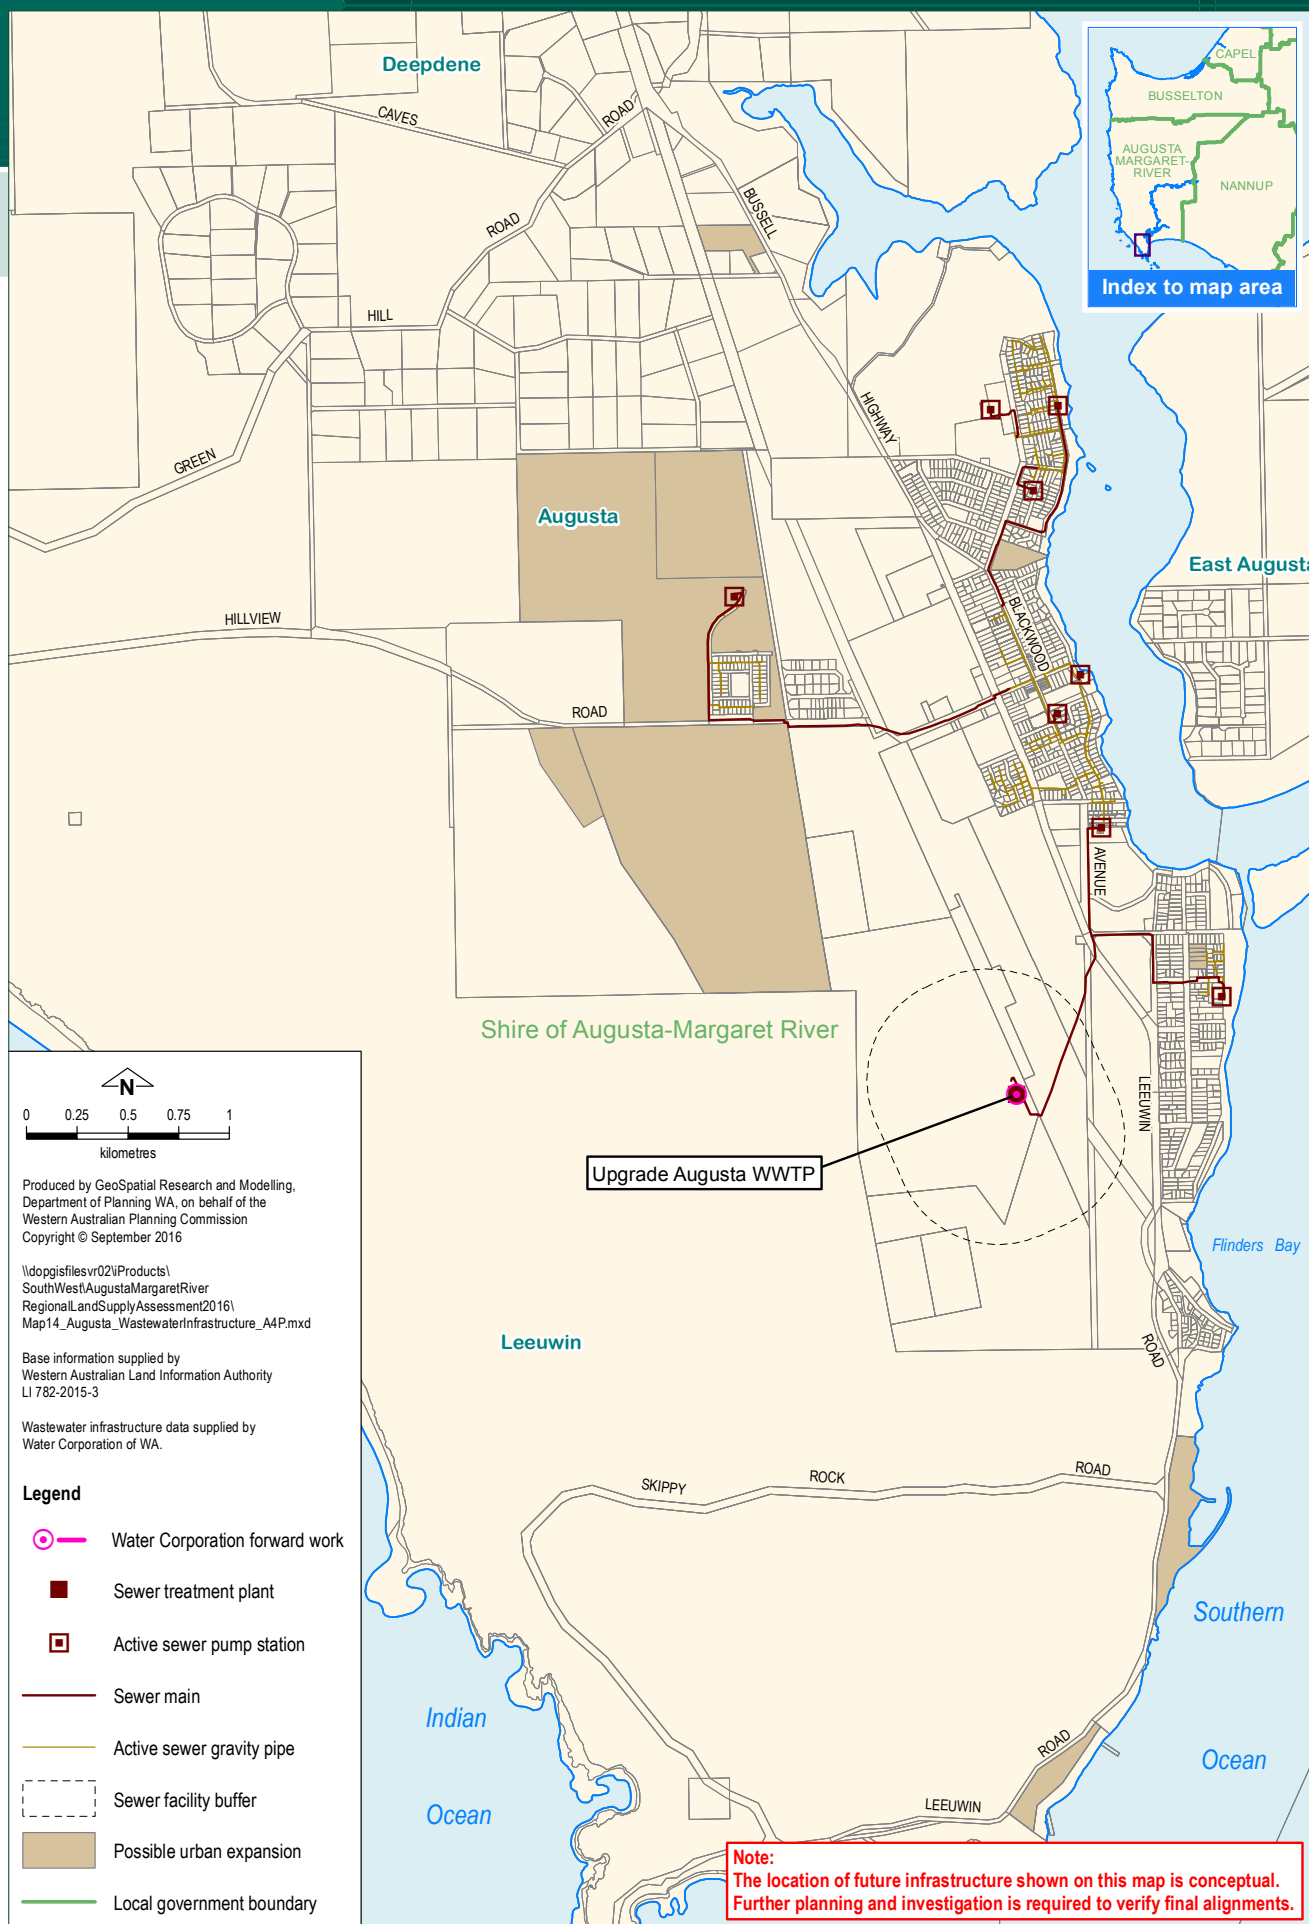 Deepdene
CAVES
ROAD
ROAD
BUSSELL
HILL
HIGHWAY
GREEN
CAPEL
BUSSELTON
AUGUSTA
MARGARET-
RIVER
NANNUP
Index to map area
Augusta
East Augusta
HILLVIEW
BLACKWOOD
ROAD
AVENUE
Shire of Augusta-Margaret River
LEEUWIN
Upgrade Augusta WWTP
Flinders Bay
Leeuwin
ROAD
SKIPPY
ROCK
ROAD
Southern
Ocean
Indian
Ocean
ROAD
LEEUWIN
N
0 0.25 0.5 0.75 1
kilometres
Produced by GeoSpatial Research and Modelling,
Department of Planning WA, on behalf of the
Western Australian Planning Commission
Copyright © September 2016
\\dopgisfilesvr02\iProducts\
SouthWest\AugustaMargaretRiver
RegionalLandSupplyAssessment2016\
Map14_Augusta_WastewaterInfrastructure_A4P.mxd
Base information supplied by
Western Australian Land Information Authority
LI 782-2015-3
Wastewater infrastructure data supplied by
Water Corporation of WA.
Legend
Water Corporation forward work
Sewer treatment plant
Active sewer pump station
Sewer main
Active sewer gravity pipe
Sewer facility buffer
Possible urban expansion
Local government boundary
Note:
The location of future infrastructure shown on this map is conceptual.
Further planning and investigation is required to verify final alignments.